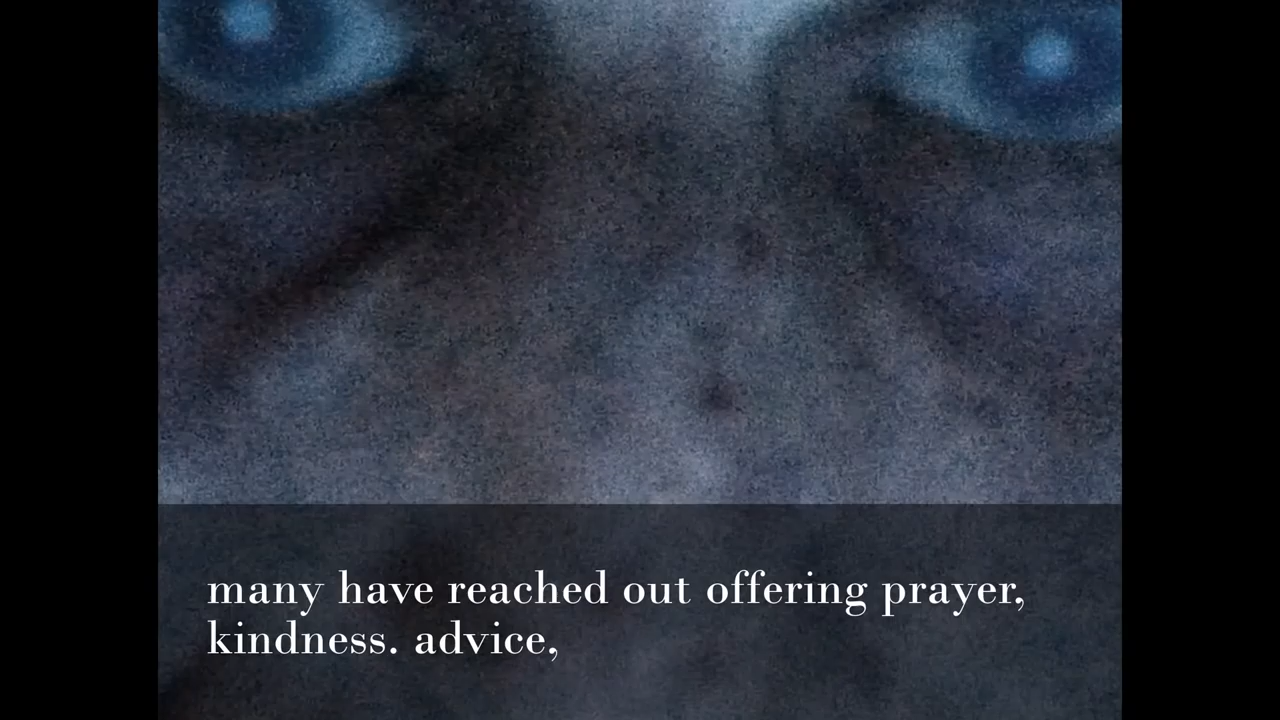 many have reached out offering prayer,
kindness. advice,